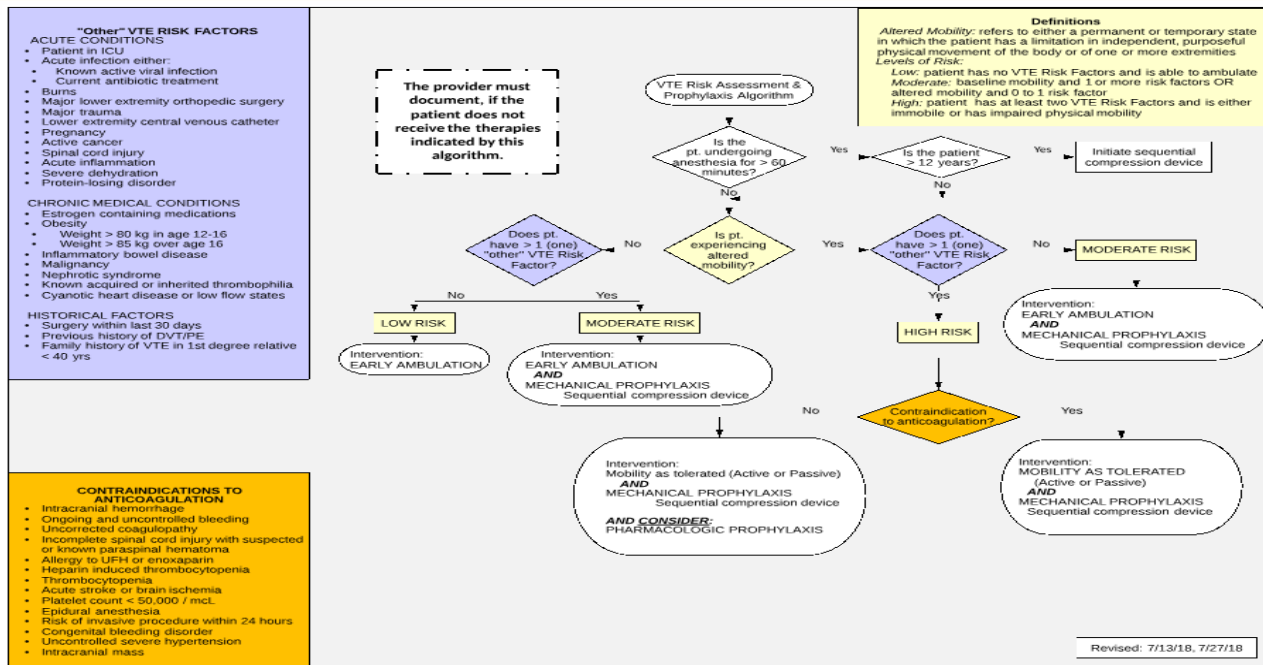 "Other" VTE RISK FACTORS
ACUTE CONDITIONS
• Patient in ICU
• Acute infection either:
• Known active viral infection
• Current antibiotic treatment
• Burns
• Major lower extremity orthopedic surgery
• Major trauma
• Lower extremity central venous catheter
• Pregnancy
• Active cancer
• Spinal cord injury
• Acute inflammation
• Severe dehydration
• Protein-losing disorder
CHRONIC MEDICAL CONDITIONS
• Estrogen containing medications
• Obesity
• Weight > 80 kg in age 12-16
• Weight > 85 kg over age 16
• Inflammatory bowel disease
• Malignancy
• Nephrotic syndrome
• Known acquired or inherited thrombophilia
• Cyanotic heart disease or low flow states
HISTORICAL FACTORS
• Surgery within last 30 days
• Previous history of DVT/PE
• Family history of VTE in 1st degree relative
< 40 yrs
CONTRAINDICATIONS TO
ANTICOAGULATION
• Intracranial hemorrhage
• Ongoing and uncontrolled bleeding
• Uncorrected coagulopathy
• Incomplete spinal cord injury with suspected
or known paraspinal hematoma
• Allergy to UFH or enoxaparin
• Heparin induced thrombocytopenia
• Thrombocytopenia
• Acute stroke or brain ischemia
• Platelet count < 50,000 / mcL
• Epidural anesthesia
• Risk of invasive procedure within 24 hours
• Congenital bleeding disorder
• Uncontrolled severe hypertension
• Intracranial mass
The provider must
document, if the
patient does not
receive the therapies
indicated by this
algorithm.
Definitions
Altered Mobility: refers to either a permanent or temporary state
in which the patient has a limitation in independent, purposeful
physical movement of the body or of one or more extremities
Levels of Risk:
Low: patient has no VTE Risk Factors and is able to ambulate
Moderate: baseline mobility and 1 or more risk factors OR
altered mobility and 0 to 1 risk factor
High: patient has at least two VTE Risk Factors and is either
immobile or has impaired physical mobility
VTE Risk Assessment &
Prophylaxis Algorithm
Is the
pt. undergoing
anesthesia for > 60
minutes?
Yes
Is the patient
> 12 years?
Yes
Initiate sequential
compression device
No
No
Does pt.
have > 1 (one)
"other" VTE Risk
Factor?
No
Is pt.
experiencing
altered
mobility?
Yes
Does pt.
have > 1 (one)
"other" VTE Risk
Factor?
No
MODERATE RISK
No
Yes
Yes
LOW RISK
MODERATE RISK
HIGH RISK
Intervention:
EARLY AMBULATION
AND
MECHANICAL PROPHYLAXIS
Sequential compression device
Intervention:
EARLY AMBULATION
Intervention:
EARLY AMBULATION
AND
MECHANICAL PROPHYLAXIS
Sequential compression device
No
Contraindication
to anticoagulation?
Yes
Intervention:
Mobility as tolerated (Active or Passive)
AND
MECHANICAL PROPHYLAXIS
Sequential compression device
AND CONSIDER:
PHARMACOLOGIC PROPHYLAXIS
Intervention:
MOBILITY AS TOLERATED
(Active or Passive)
AND
MECHANICAL PROPHYLAXIS
Sequential compression device
Revised: 7/13/18, 7/27/18